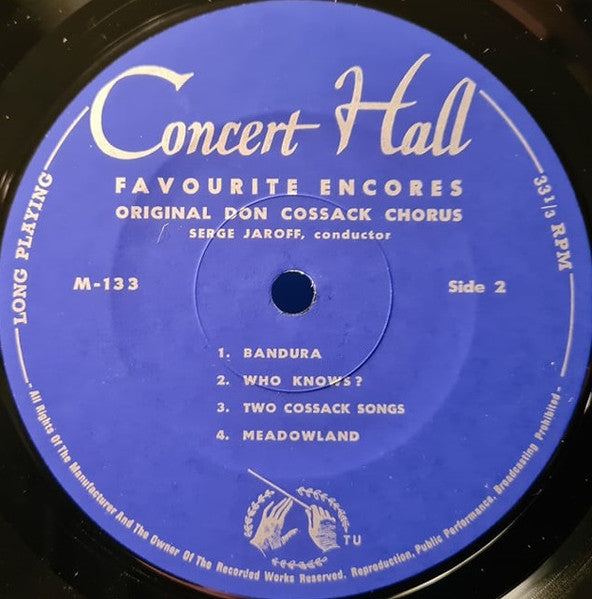 Concert Hall
FAVOURITE ENCORES
ORIGINAL DON COSSACK CHORUS
SERGE JAROFF, conductor
LONG PLAYING
33 1/3 RPM
M-133
Side 2
1. BANDURA
2. WHO KNOWS?
3. TWO COSSACK SONGS
4. MEADOWLAND
TU
- All Rights Of The Manufacturer And The Owner Of The Recorded Works Reserved. Reproduction, Public Performance, Broadcasting Prohibited -